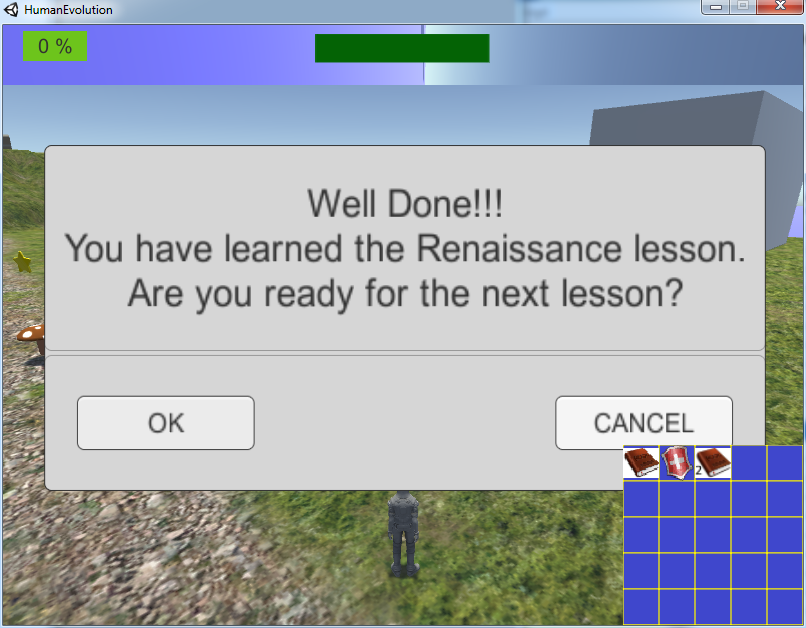 HumanEvolution
0 %
Well Done!!!
You have learned the Renaissance lesson.
Are you ready for the next lesson?
OK
CANCEL
2